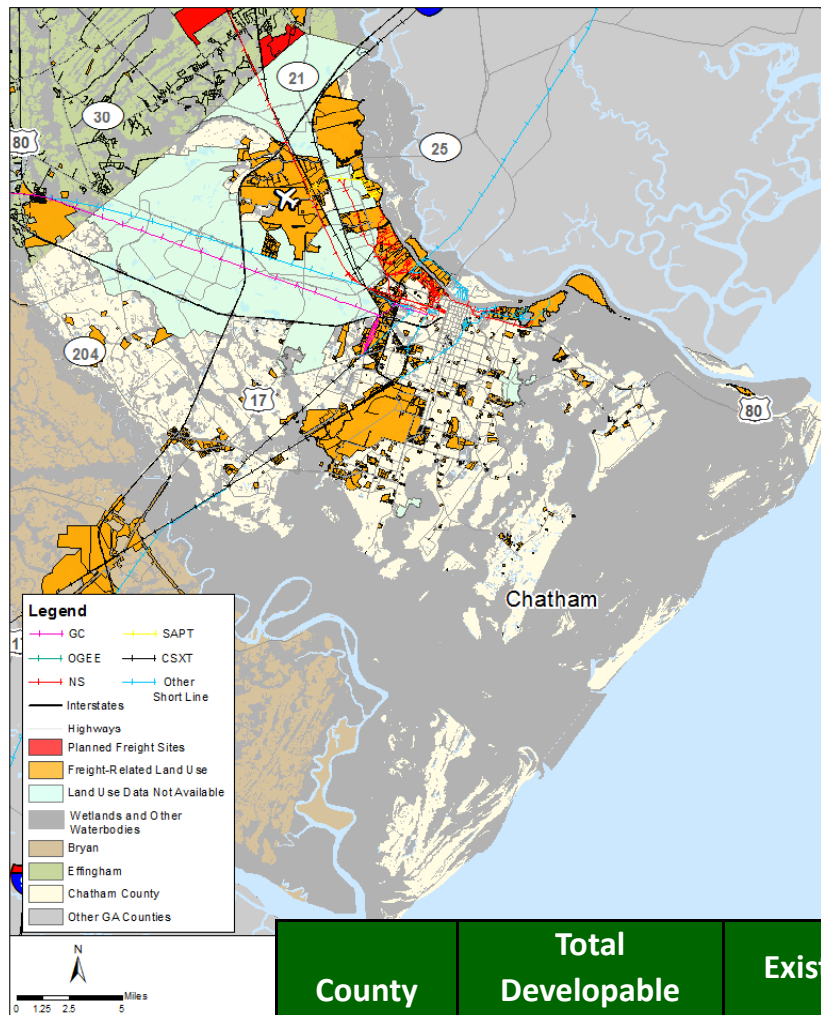 21
30
80
25
204
17
80
Chatham
Legend
GC SAPT
OGEE CSXT
NS Other
Short Line
Interstates
Highways
Planned Freight Sites
Freight-Related Land Use
Land Use Data Not Available
Wetlands and Other
Waterbodies
Bryan
Effingham
Chatham County
Other GA Counties
N
Miles
0 1.25 2.5 5
Total
County Developable Exist